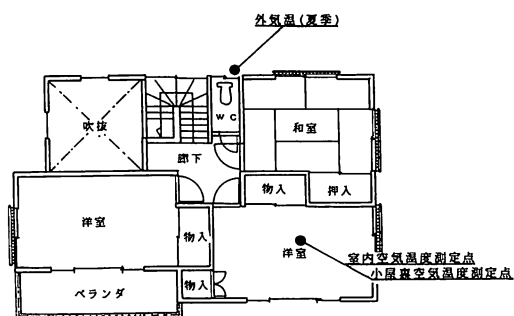 外気温(夏季)
吹抜
WC
和室
廊下
物入
押入
洋室
物入
洋室
室内空気温度測定点
小屋裏空気温度測定点
物入
ベランダ